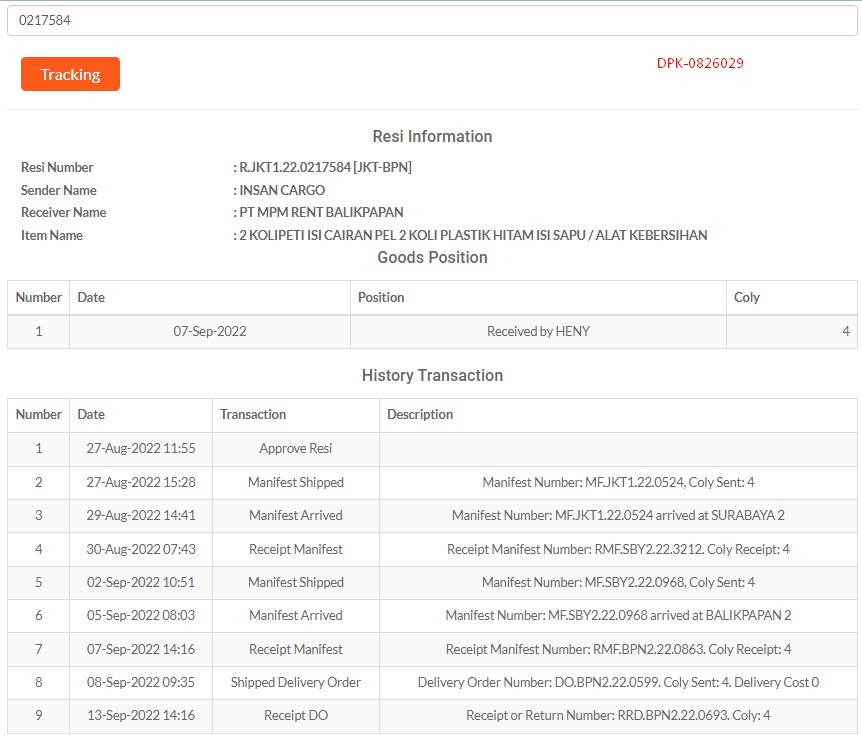 0217584
Tracking
DPK-0826029
Resi Information
Resi Number : R.JKT1.22.0217584 [JKT-BPN]
Sender Name : INSAN CARGO
Receiver Name : PT MPM RENT BALIKPAPAN
Item Name : 2 KOLIPETI ISI CAIRAN PEL 2 KOLI PLASTIK HITAM ISI SAPU / ALAT KEBERSIHAN
Goods Position
Number Date Position Coly
1 07-Sep-2022 Received by HENY 4
History Transaction
Number Date Transaction Description
1 27-Aug-2022 11:55 Approve Resi
2 27-Aug-2022 15:28 Manifest Shipped Manifest Number: MF.JKT1.22.0524, Coly Sent: 4
3 29-Aug-2022 14:41 Manifest Arrived Manifest Number: MF.JKT1.22.0524 arrived at SURABAYA 2
4 30-Aug-2022 07:43 Receipt Manifest Receipt Manifest Number: RMF.SBY2.22.3212. Coly Receipt: 4
5 02-Sep-2022 10:51 Manifest Shipped Manifest Number: MF.SBY2.22.0968, Coly Sent: 4
6 05-Sep-2022 08:03 Manifest Arrived Manifest Number: MF.SBY2.22.0968 arrived at BALIKPAPAN 2
7 07-Sep-2022 14:16 Receipt Manifest Receipt Manifest Number: RMF.BPN2.22.0863. Coly Receipt: 4
8 08-Sep-2022 09:35 Shipped Delivery Order Delivery Order Number: DO.BPN2.22.0599. Coly Sent: 4. Delivery Cost 0
9 13-Sep-2022 14:16 Receipt DO Receipt or Return Number: RRD.BPN2.22.0693. Coly: 4